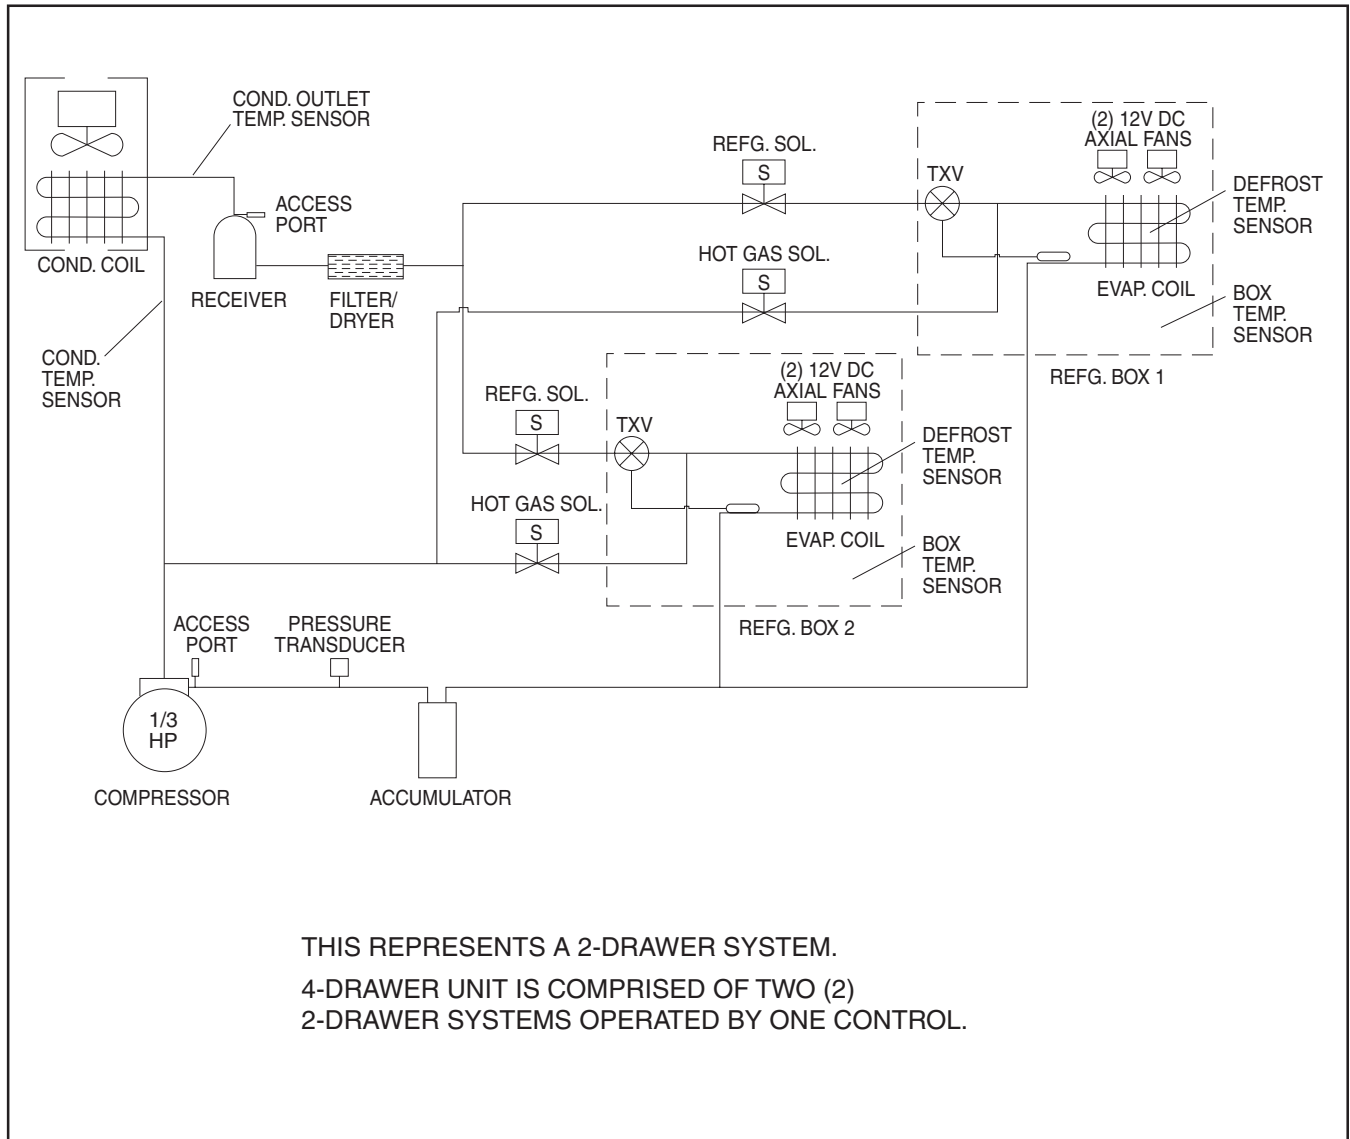 COND. OUTLET
TEMP. SENSOR
ACCESS
PORT
COND. COIL
RECEIVER
FILTER/
DRYER
COND.
TEMP.
SENSOR
REFG. SOL.
S
HOT GAS SOL.
S
TXV
(2) 12V DC
AXIAL FANS
DEFROST
TEMP.
SENSOR
EVAP. COIL
BOX
TEMP.
SENSOR
REFG. BOX 1
REFG. SOL.
S
HOT GAS SOL.
S
TXV
(2) 12V DC
AXIAL FANS
DEFROST
TEMP.
SENSOR
EVAP. COIL
BOX
TEMP.
SENSOR
REFG. BOX 2
ACCESS
PORT
PRESSURE
TRANSDUCER
1/3
HP
COMPRESSOR
ACCUMULATOR
THIS REPRESENTS A 2-DRAWER SYSTEM.
4-DRAWER UNIT IS COMPRISED OF TWO (2)
2-DRAWER SYSTEMS OPERATED BY ONE CONTROL.